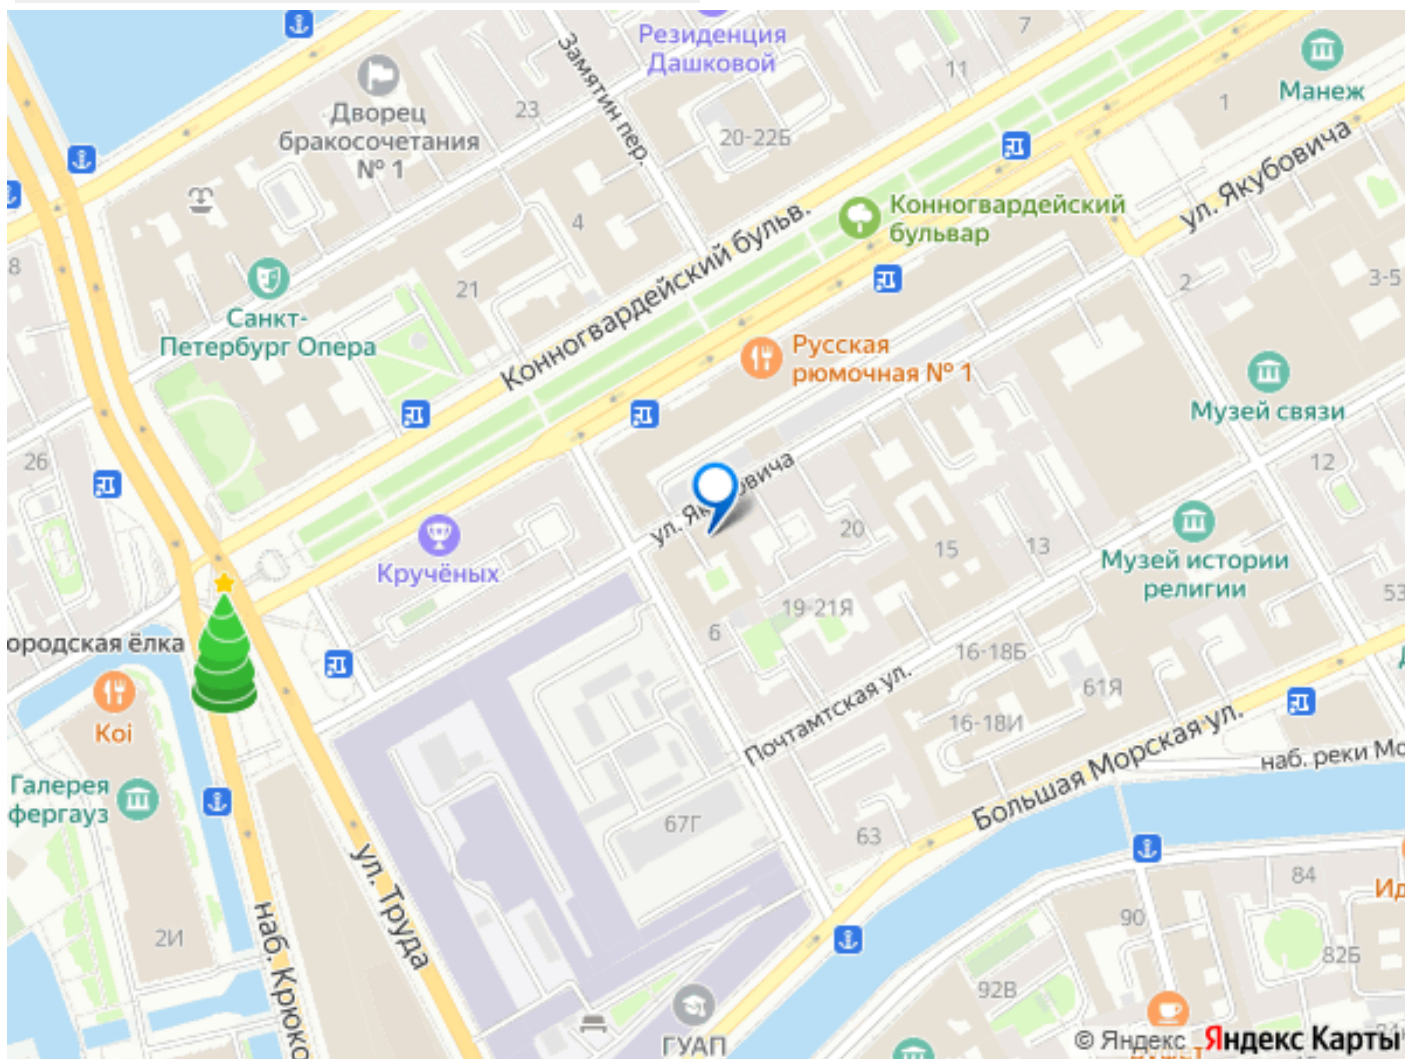 Резиденция
Дашковой
7
Замятин пер.
11
Манеж
1
Дворец
бракосочетания
№ 1
23
20-22Б
ул. Якубовича
Конногвардейский
бульвар
4
Конногвардейский бульв.
8
21
2
3-5
Санкт-
Петербург Опера
Русская
рюмочная № 1
Музей связи
26
12
ул. Якубовича
20
15
13
Музей истории
религии
Кручёных
53
19-21Я
6
ородская ёлка
16-18Б
61Я
Почтамтская ул.
16-18И
Большая Морская ул.
наб. реки Мо
Koi
Галерея
фергауз
67Г
63
ул. Труда
84
Ид
90
2И
наб. Крюко
82Б
92В
ГУАП
© Яндекс Яндекс Карты